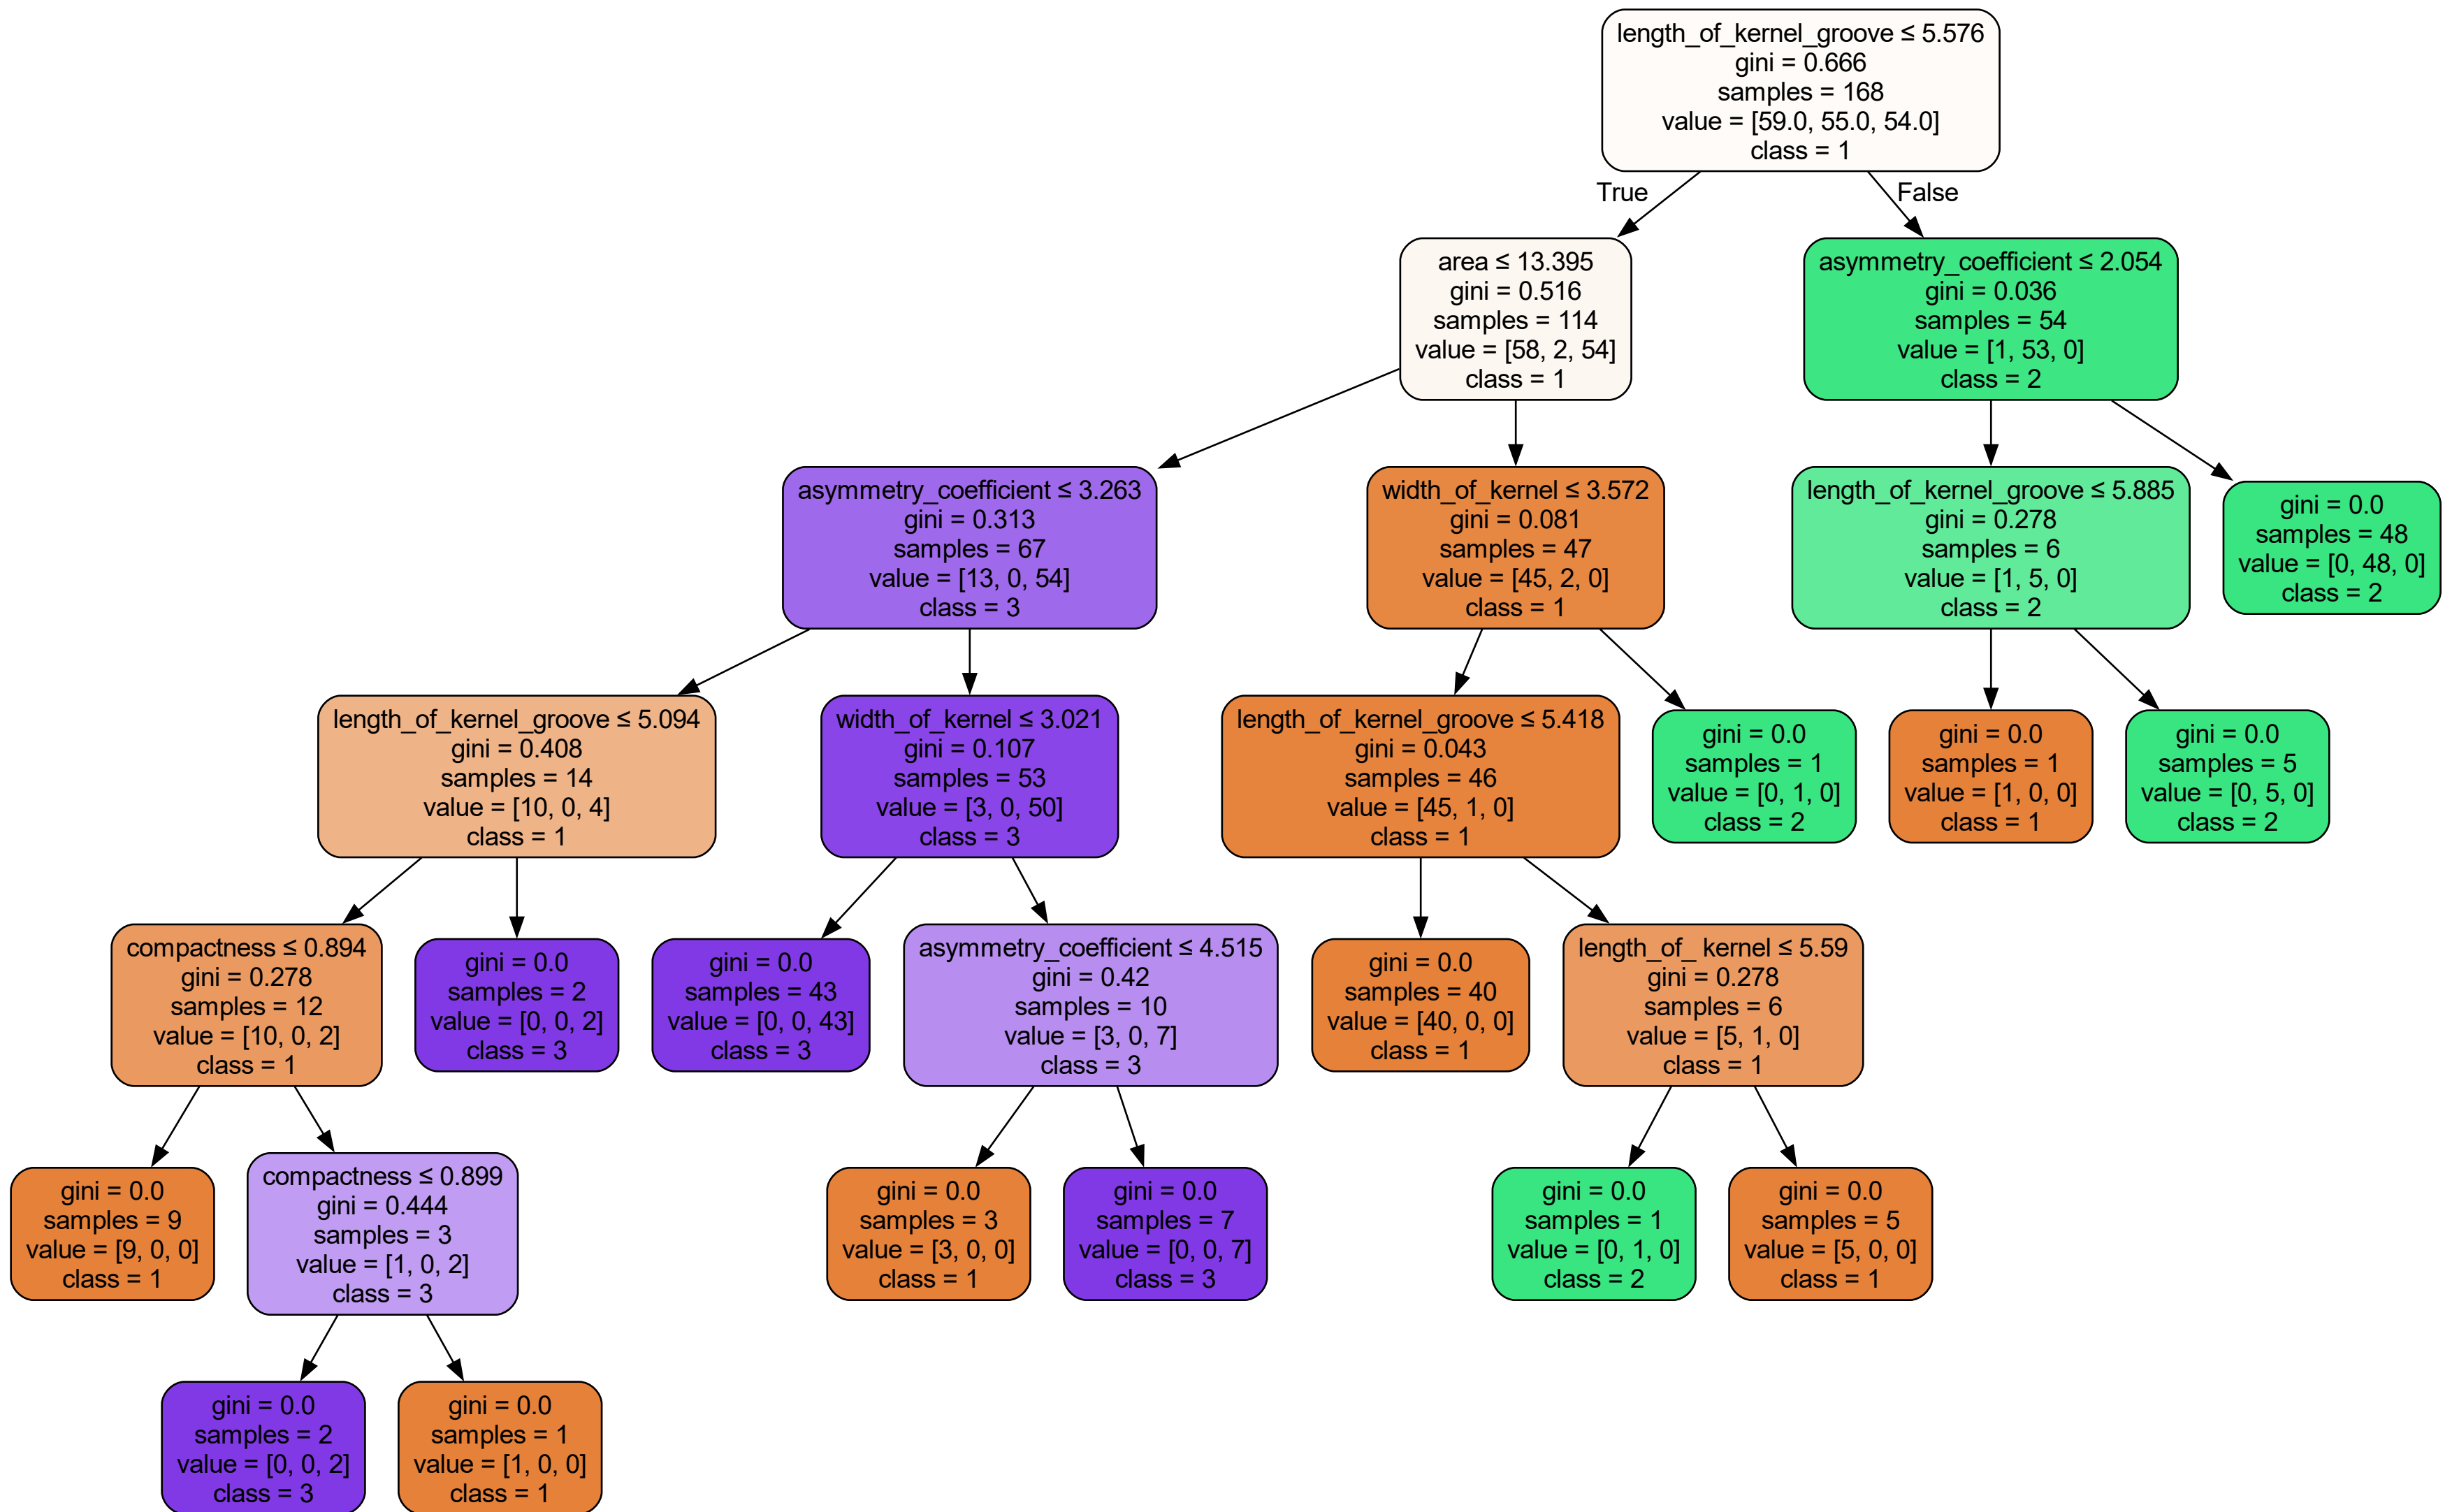 length_of_kernel_groove ≤ 5.576
gini = 0.666
samples = 168
value = [59.0, 55.0, 54.0]
class = 1
True
False
area ≤ 13.395
gini = 0.516
samples = 114
value = [58, 2, 54]
class = 1
asymmetry_coefficient ≤ 2.054
gini = 0.036
samples = 54
value = [1, 53, 0]
class = 2
asymmetry_coefficient ≤ 3.263
gini = 0.313
samples = 67
value = [13, 0, 54]
class = 3
width_of_kernel ≤ 3.572
gini = 0.081
samples = 47
value = [45, 2, 0]
class = 1
length_of_kernel_groove ≤ 5.885
gini = 0.278
samples = 6
value = [1, 5, 0]
class = 2
gini = 0.0
samples = 48
value = [0, 48, 0]
class = 2
length_of_kernel_groove ≤ 5.094
gini = 0.408
samples = 14
value = [10, 0, 4]
class = 1
width_of_kernel ≤ 3.021
gini = 0.107
samples = 53
value = [3, 0, 50]
class = 3
length_of_kernel_groove ≤ 5.418
gini = 0.043
samples = 46
value = [45, 1, 0]
class = 1
gini = 0.0
samples = 1
value = [0, 1, 0]
class = 2
gini = 0.0
samples = 1
value = [1, 0, 0]
class = 1
gini = 0.0
samples = 5
value = [0, 5, 0]
class = 2
compactness ≤ 0.894
gini = 0.278
samples = 12
value = [10, 0, 2]
class = 1
gini = 0.0
samples = 2
value = [0, 0, 2]
class = 3
gini = 0.0
samples = 43
value = [0, 0, 43]
class = 3
asymmetry_coefficient ≤ 4.515
gini = 0.42
samples = 10
value = [3, 0, 7]
class = 3
gini = 0.0
samples = 40
value = [40, 0, 0]
class = 1
length_of_ kernel ≤ 5.59
gini = 0.278
samples = 6
value = [5, 1, 0]
class = 1
gini = 0.0
samples = 9
value = [9, 0, 0]
class = 1
compactness ≤ 0.899
gini = 0.444
samples = 3
value = [1, 0, 2]
class = 3
gini = 0.0
samples = 3
value = [3, 0, 0]
class = 1
gini = 0.0
samples = 7
value = [0, 0, 7]
class = 3
gini = 0.0
samples = 1
value = [0, 1, 0]
class = 2
gini = 0.0
samples = 5
value = [5, 0, 0]
class = 1
gini = 0.0
samples = 2
value = [0, 0, 2]
class = 3
gini = 0.0
samples = 1
value = [1, 0, 0]
class = 1